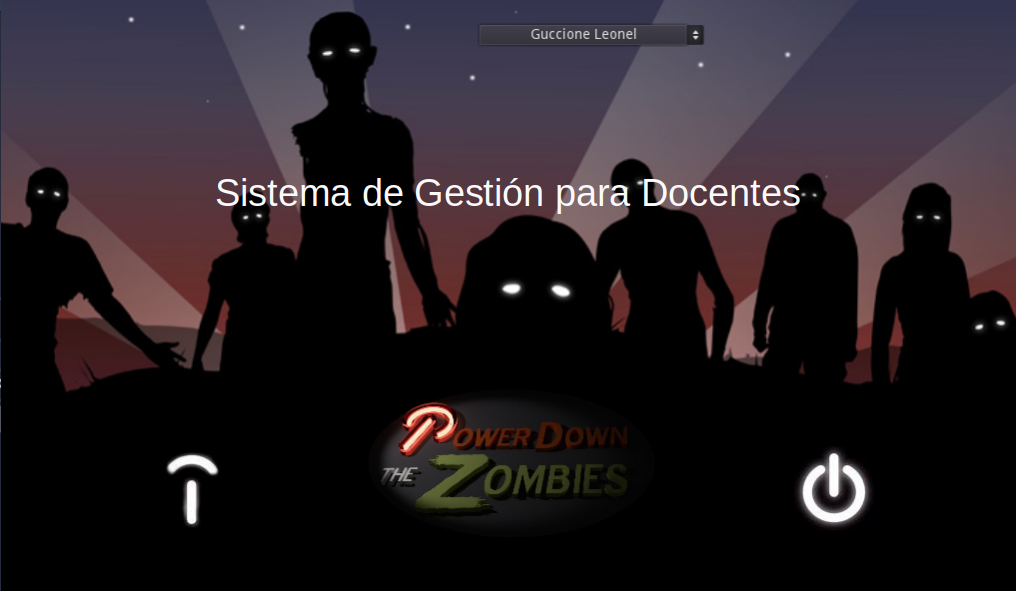 Guccione Leonel
Sistema de Gestión para Docentes
POWER DOWN
THE ZOMBIES